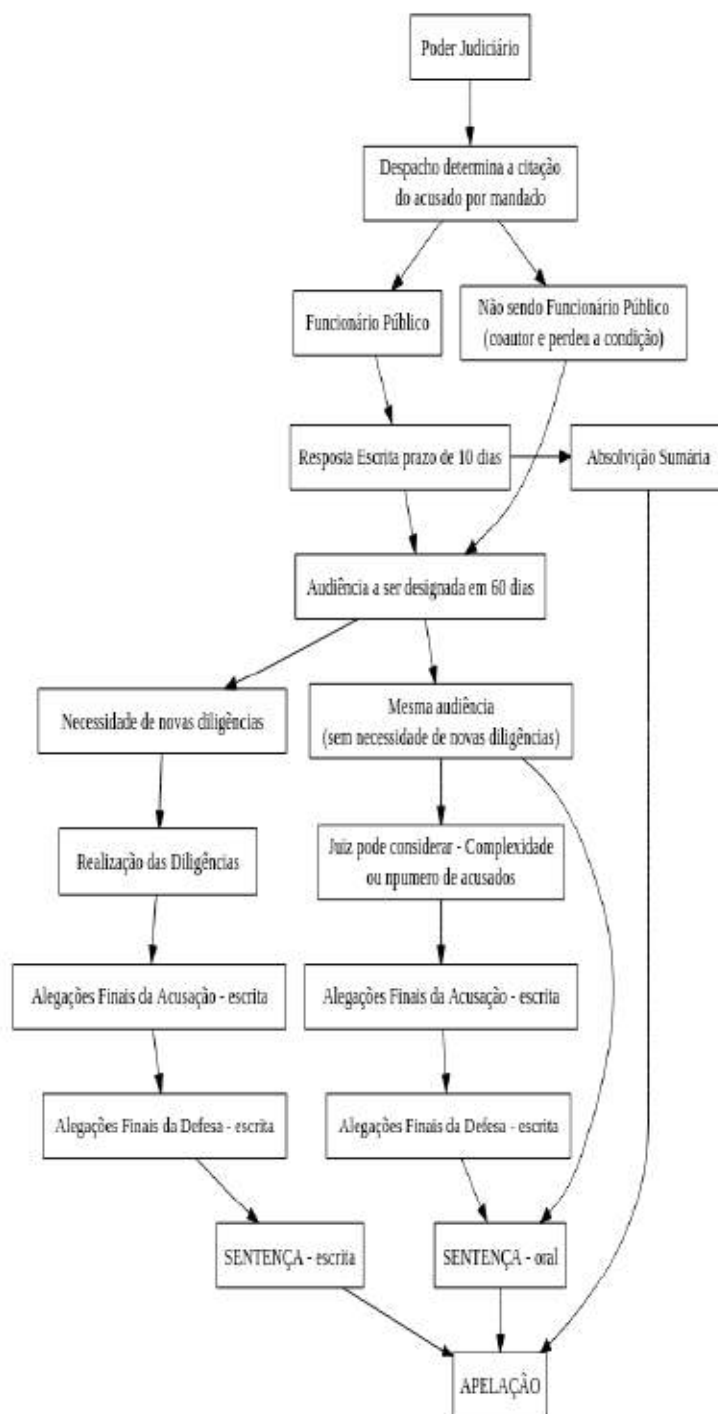 Poder Judiciário
Despacho determina a citação
do acusado por mandado
Funcionário Público
Não sendo Funcionário Público
(coautor e perdeu a condição)
Resposta Escrita prazo de 10 dias
Absolvição Sumária
Audiência a ser designada em 60 dias
Necessidade de novas diligências
Mesma audiência
(sem necessidade de novas diligências)
Realização das Diligências
Juiz pode considerar - Complexidade
ou npumero de acusados
Alegações Finais da Acusação - escrita
Alegações Finais da Acusação - escrita
Alegações Finais da Defesa - escrita
Alegações Finais da Defesa - escrita
SENTENÇA - escrita
SENTENÇA - oral
APELAÇÃO